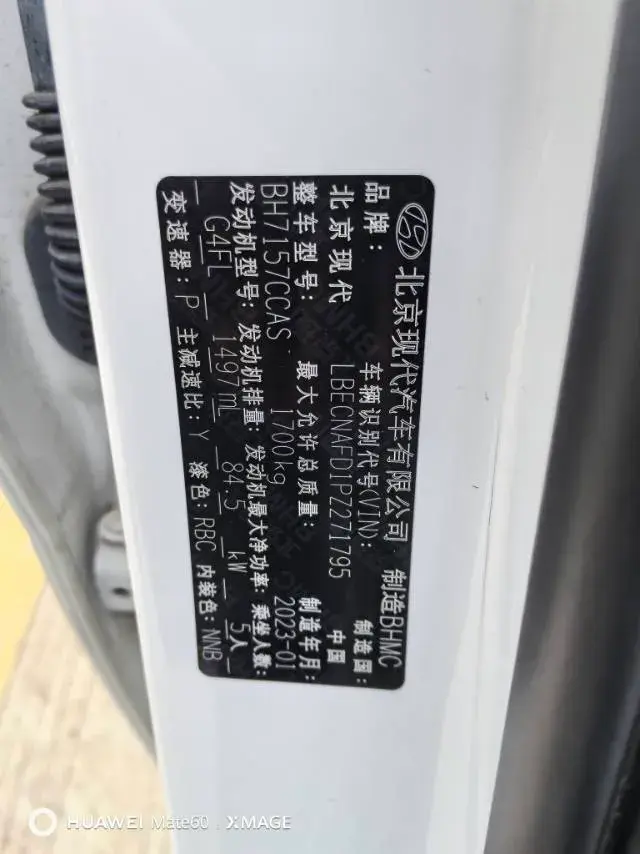 北京现代汽车有限公司 制造BHMC
品牌: 车辆识别代号(VIN): 制造国:
北京现代 LBECNAFD1PZ271795 中国
整车型号: 最大允许总质量: 制造年月:
BH7157CCAS 1700kg 2023-01
发动机型号: 发动机排量: 发动机最大净功率: 乘坐人数:
G4FL 1497mL 84.5 kW 5人
变速器: P 主减速比: Y 漆色: RBC 内装色: NNB
HUAWEI Mate60 XMAGE